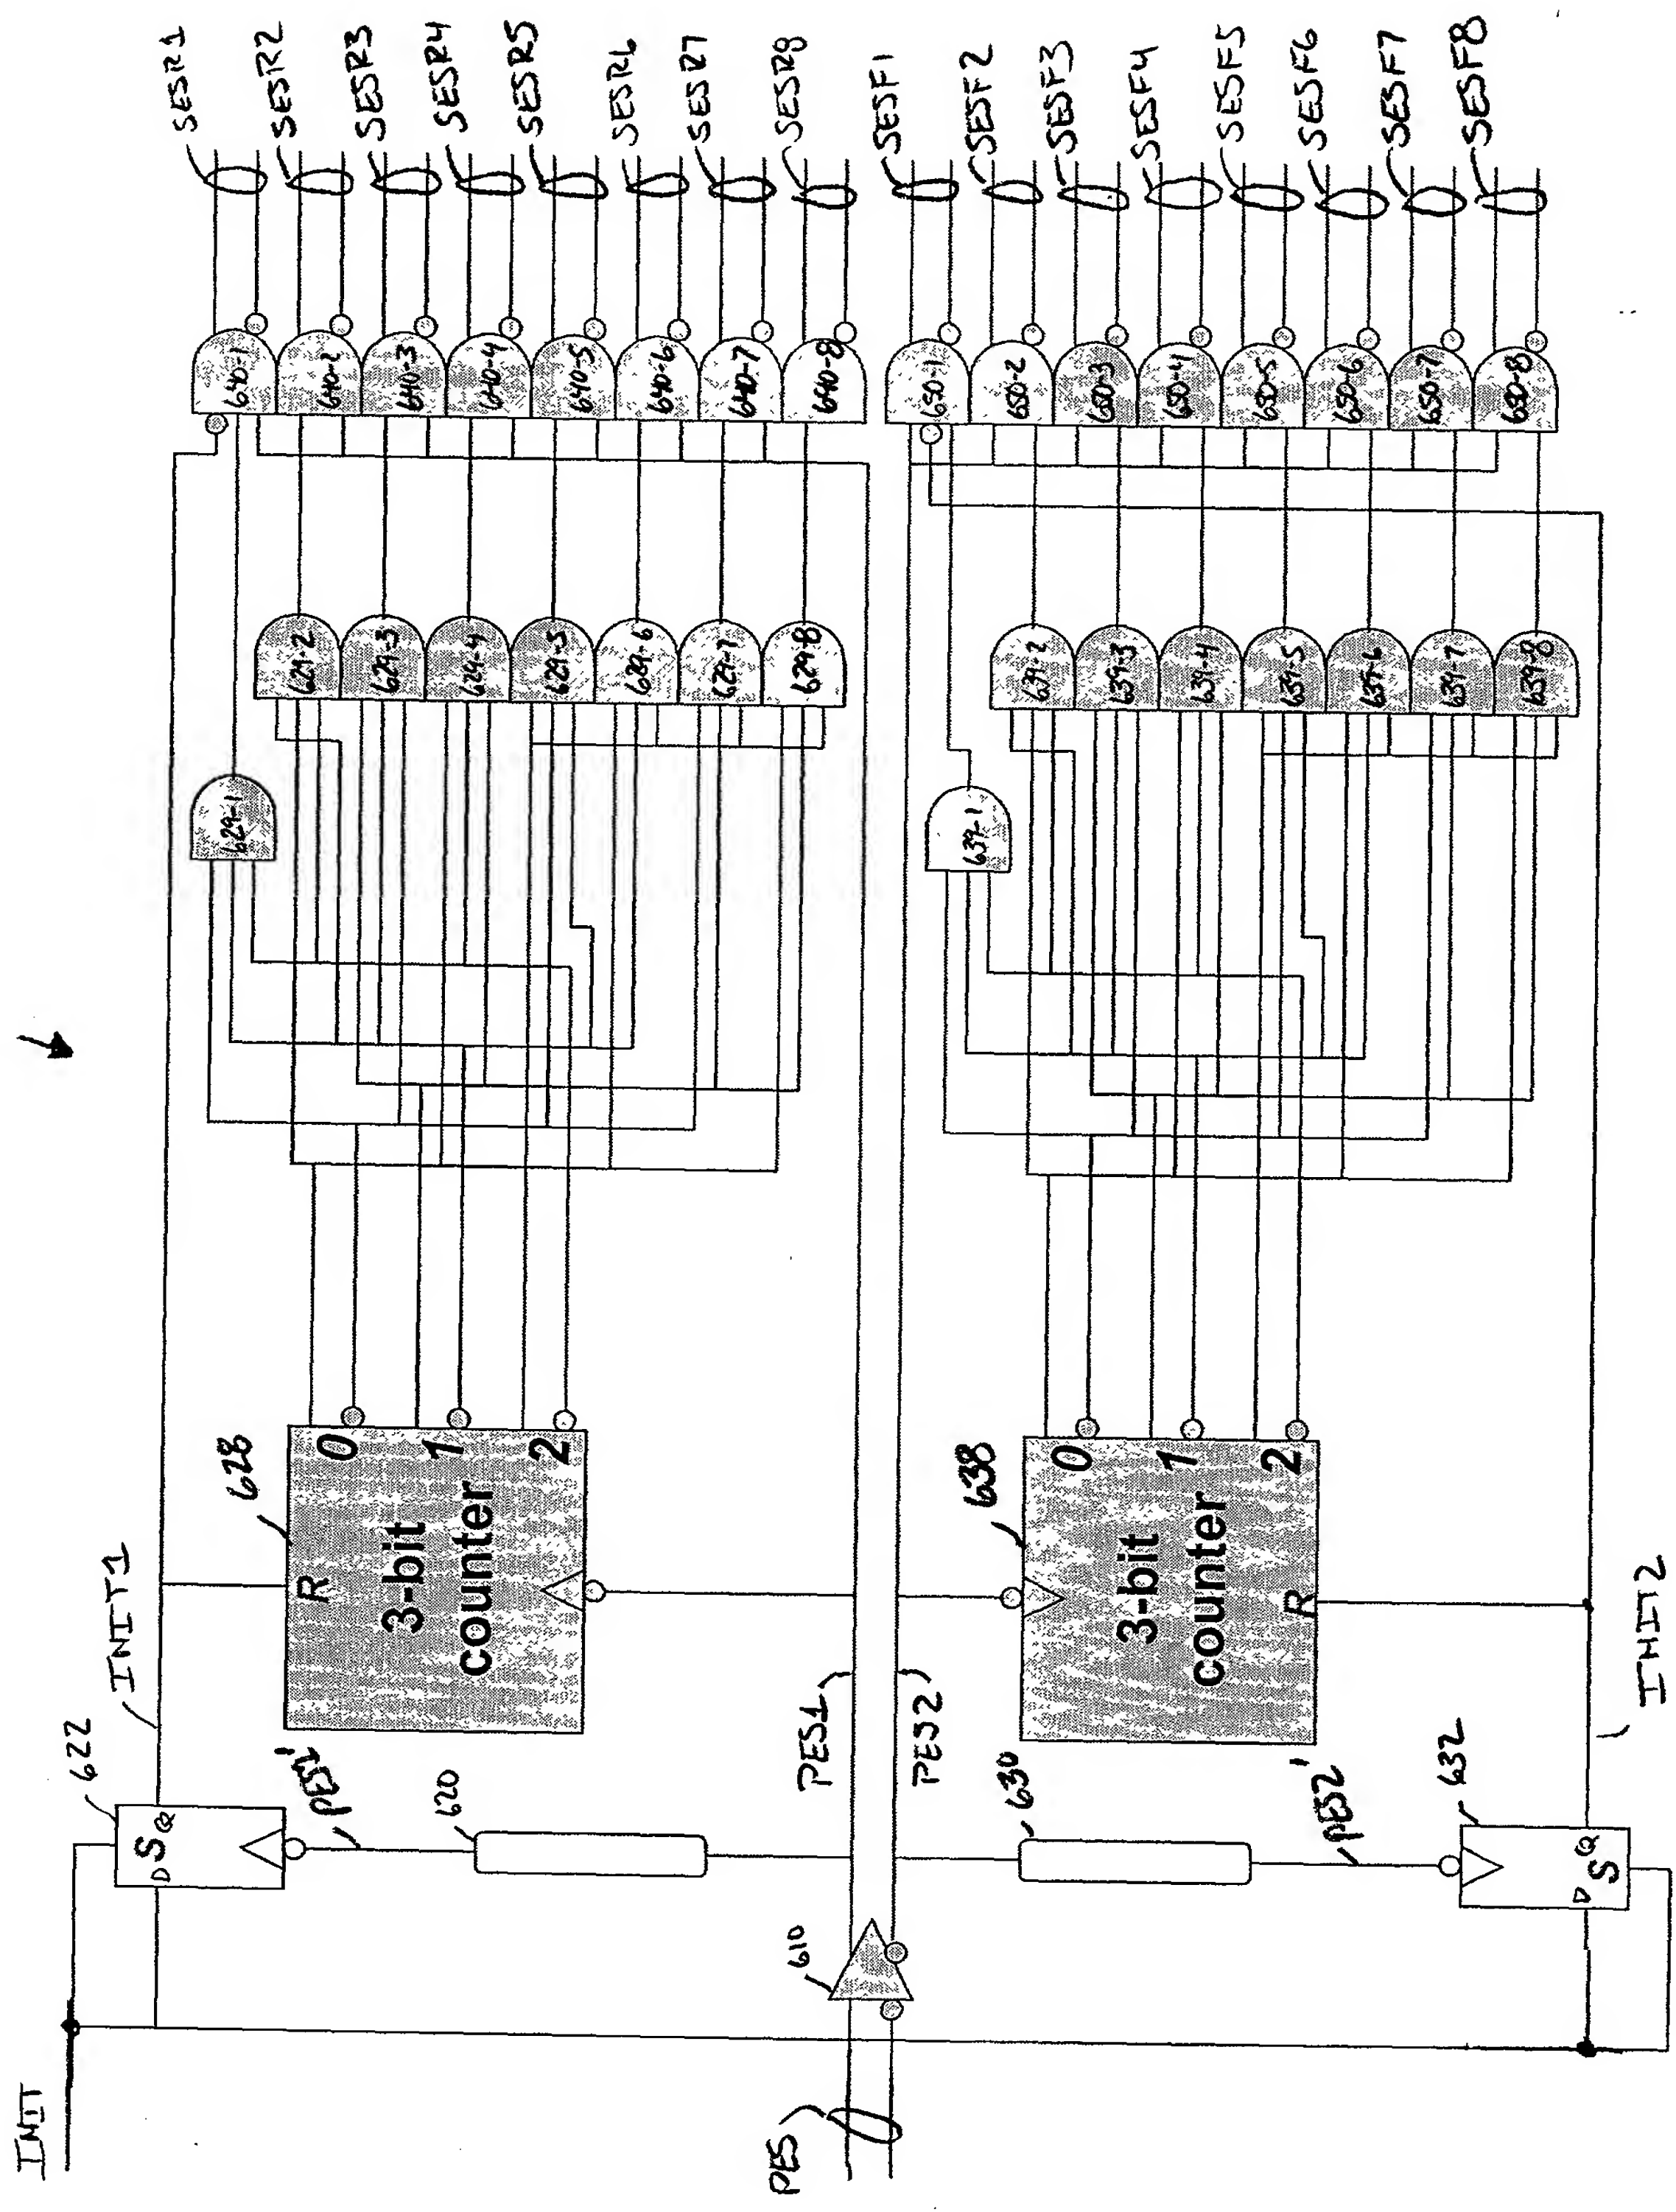 INIT
PES
610
622
INIT1
PES1'
620
PES1
PES2
630
PES2'
632
INIT2
D S Q
D S Q
628
R
3-bit
counter
0
1
2
638
R
3-bit
counter
0
1
2
629-1
629-2
629-3
629-4
629-5
629-6
629-7
629-8
639-1
639-2
639-3
639-4
639-5
639-6
639-7
639-8
640-1
640-2
640-3
640-4
640-5
640-6
640-7
640-8
650-1
650-2
650-3
650-4
650-5
650-6
650-7
650-8
SESR1
SESR2
SESR3
SESR4
SESR5
SESR6
SESR7
SESR8
SESF1
SESF2
SESF3
SESF4
SESF5
SESF6
SESF7
SESF8